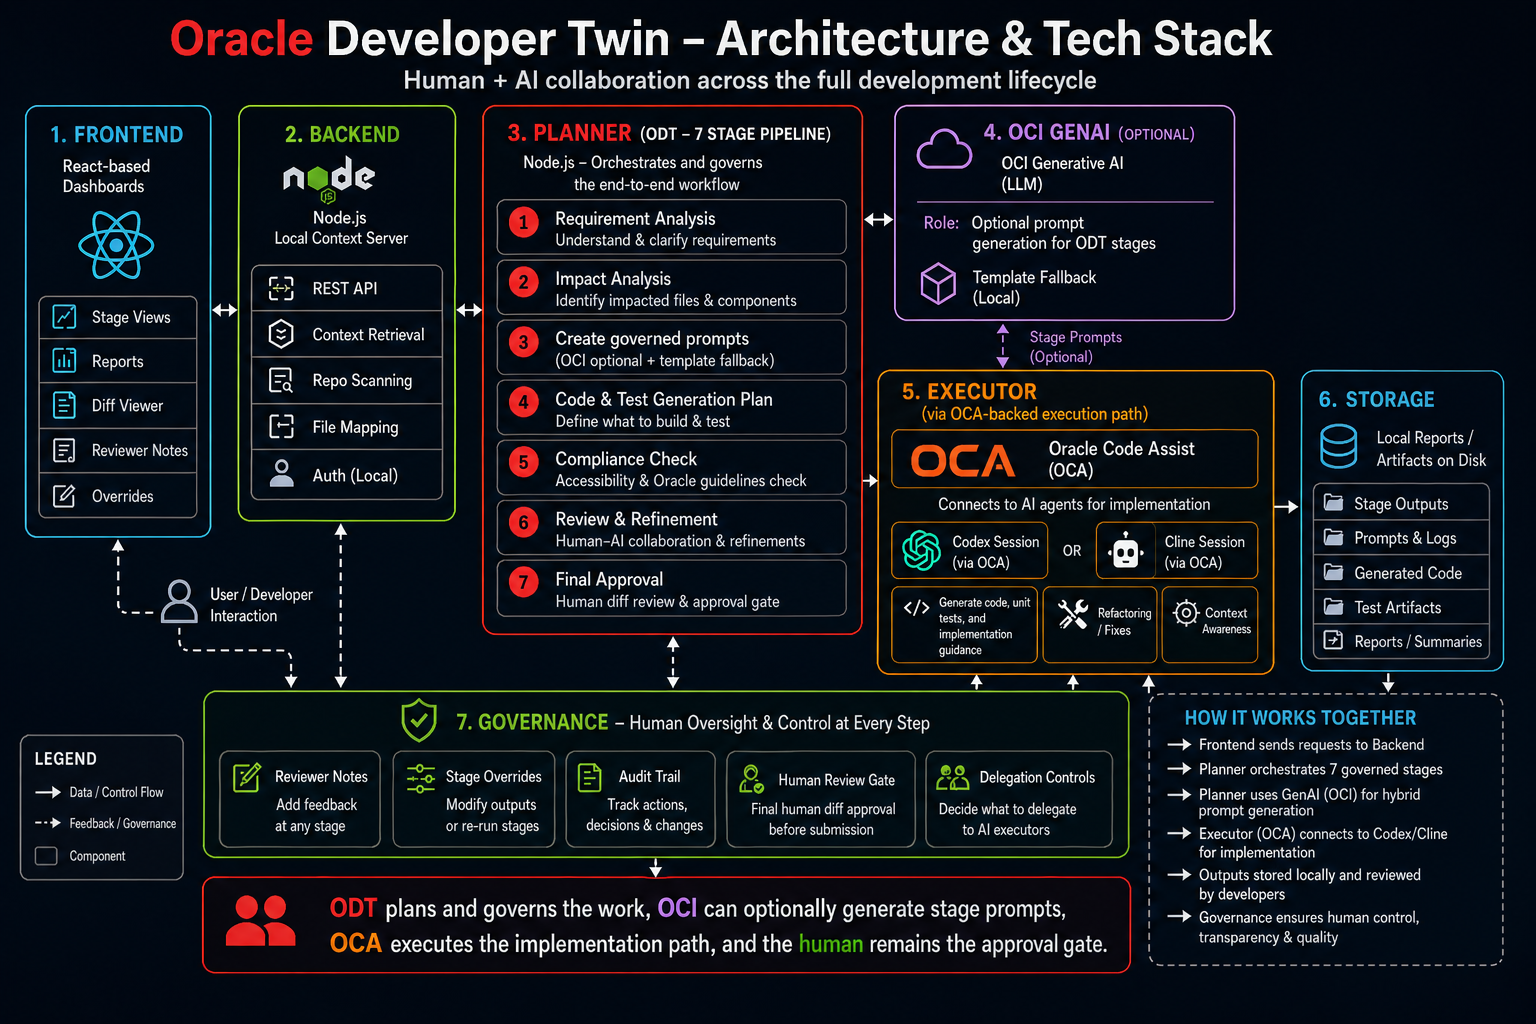 Oracle Developer Twin – Architecture & Tech Stack
Human + AI collaboration across the full development lifecycle
1. FRONTEND
React-based
Dashboards
Stage Views
Reports
Diff Viewer
Reviewer Notes
Overrides
2. BACKEND
node
JS
Node.js
Local Context Server
REST API
Context Retrieval
Repo Scanning
File Mapping
Auth (Local)
3. PLANNER (ODT – 7 STAGE PIPELINE)
Node.js – Orchestrates and governs
the end-to-end workflow
1 Requirement Analysis
Understand & clarify requirements
2 Impact Analysis
Identify impacted files & components
3 Create governed prompts
(OCI optional + template fallback)
4 Code & Test Generation Plan
Define what to build & test
5 Compliance Check
Accessibility & Oracle guidelines check
6 Review & Refinement
Human–AI collaboration & refinements
7 Final Approval
Human diff review & approval gate
4. OCI GENAI (OPTIONAL)
OCI Generative AI
(LLM)
Role: Optional prompt
generation for ODT stages
Template Fallback
(Local)
Stage Prompts
(Optional)
5. EXECUTOR
(via OCA-backed execution path)
OCA Oracle Code Assist
(OCA)
Connects to AI agents for implementation
Codex Session
(via OCA)
OR
Cline Session
(via OCA)
</> Generate code, unit
tests, and
implementation
guidance
Refactoring
/ Fixes
Context
Awareness
6. STORAGE
Local Reports /
Artifacts on Disk
Stage Outputs
Prompts & Logs
Generated Code
Test Artifacts
Reports / Summaries
User / Developer
Interaction
7. GOVERNANCE – Human Oversight & Control at Every Step
Reviewer Notes
Add feedback
at any stage
Stage Overrides
Modify outputs
or re-run stages
Audit Trail
Track actions,
decisions & changes
Human Review Gate
Final human diff approval
before submission
Delegation Controls
Decide what to delegate
to AI executors
LEGEND
Data / Control Flow
Feedback / Governance
Component
HOW IT WORKS TOGETHER
Frontend sends requests to Backend
Planner orchestrates 7 governed stages
Planner uses GenAI (OCI) for hybrid
prompt generation
Executor (OCA) connects to Codex/Cline
for implementation
Outputs stored locally and reviewed
by developers
Governance ensures human control,
transparency & quality
ODT plans and governs the work, OCI can optionally generate stage prompts,
OCA executes the implementation path, and the human remains the approval gate.